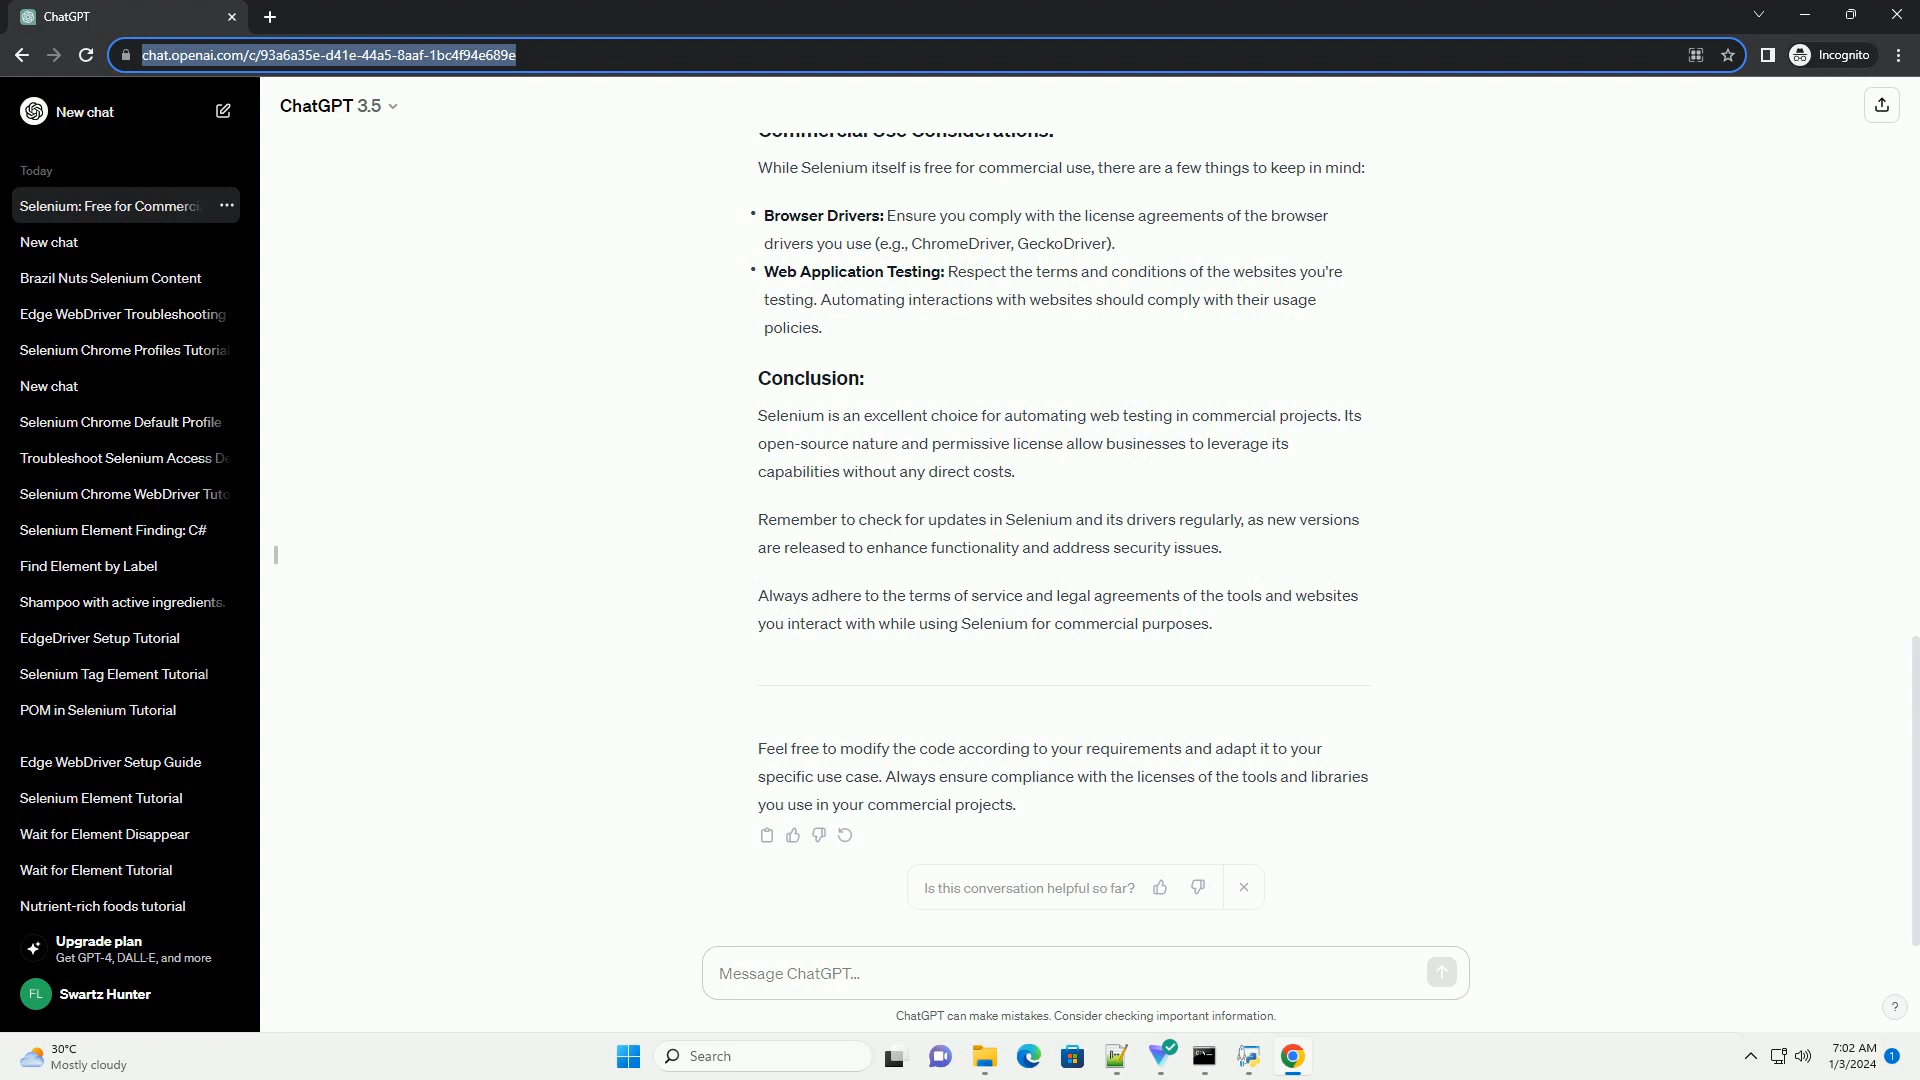 ChatGPT
chat.openai.com/c/93a6a35e-d41e-44a5-8aaf-1bc4f94e689e
Incognito
New chat
Today
Selenium: Free for Commerci
New chat
Brazil Nuts Selenium Content
Edge WebDriver Troubleshooting
Selenium Chrome Profiles Tutorial
New chat
Selenium Chrome Default Profile
Troubleshoot Selenium Access De
Selenium Chrome WebDriver Tuto
Selenium Element Finding: C#
Find Element by Label
Shampoo with active ingredients.
EdgeDriver Setup Tutorial
Selenium Tag Element Tutorial
POM in Selenium Tutorial
Edge WebDriver Setup Guide
Selenium Element Tutorial
Wait for Element Disappear
Wait for Element Tutorial
Nutrient-rich foods tutorial
Upgrade plan
Get GPT-4, DALL·E, and more
FL
Swartz Hunter
ChatGPT 3.5
Commercial Use Considerations:
While Selenium itself is free for commercial use, there are a few things to keep in mind:
• Browser Drivers: Ensure you comply with the license agreements of the browser
drivers you use (e.g., ChromeDriver, GeckoDriver).
• Web Application Testing: Respect the terms and conditions of the websites you're
testing. Automating interactions with websites should comply with their usage
policies.
Conclusion:
Selenium is an excellent choice for automating web testing in commercial projects. Its
open-source nature and permissive license allow businesses to leverage its
capabilities without any direct costs.
Remember to check for updates in Selenium and its drivers regularly, as new versions
are released to enhance functionality and address security issues.
Always adhere to the terms of service and legal agreements of the tools and websites
you interact with while using Selenium for commercial purposes.
Feel free to modify the code according to your requirements and adapt it to your
specific use case. Always ensure compliance with the licenses of the tools and libraries
you use in your commercial projects.
Is this conversation helpful so far?
Message ChatGPT...
ChatGPT can make mistakes. Consider checking important information.
?
30°C
Mostly cloudy
Search
7:02 AM
1/3/2024
1